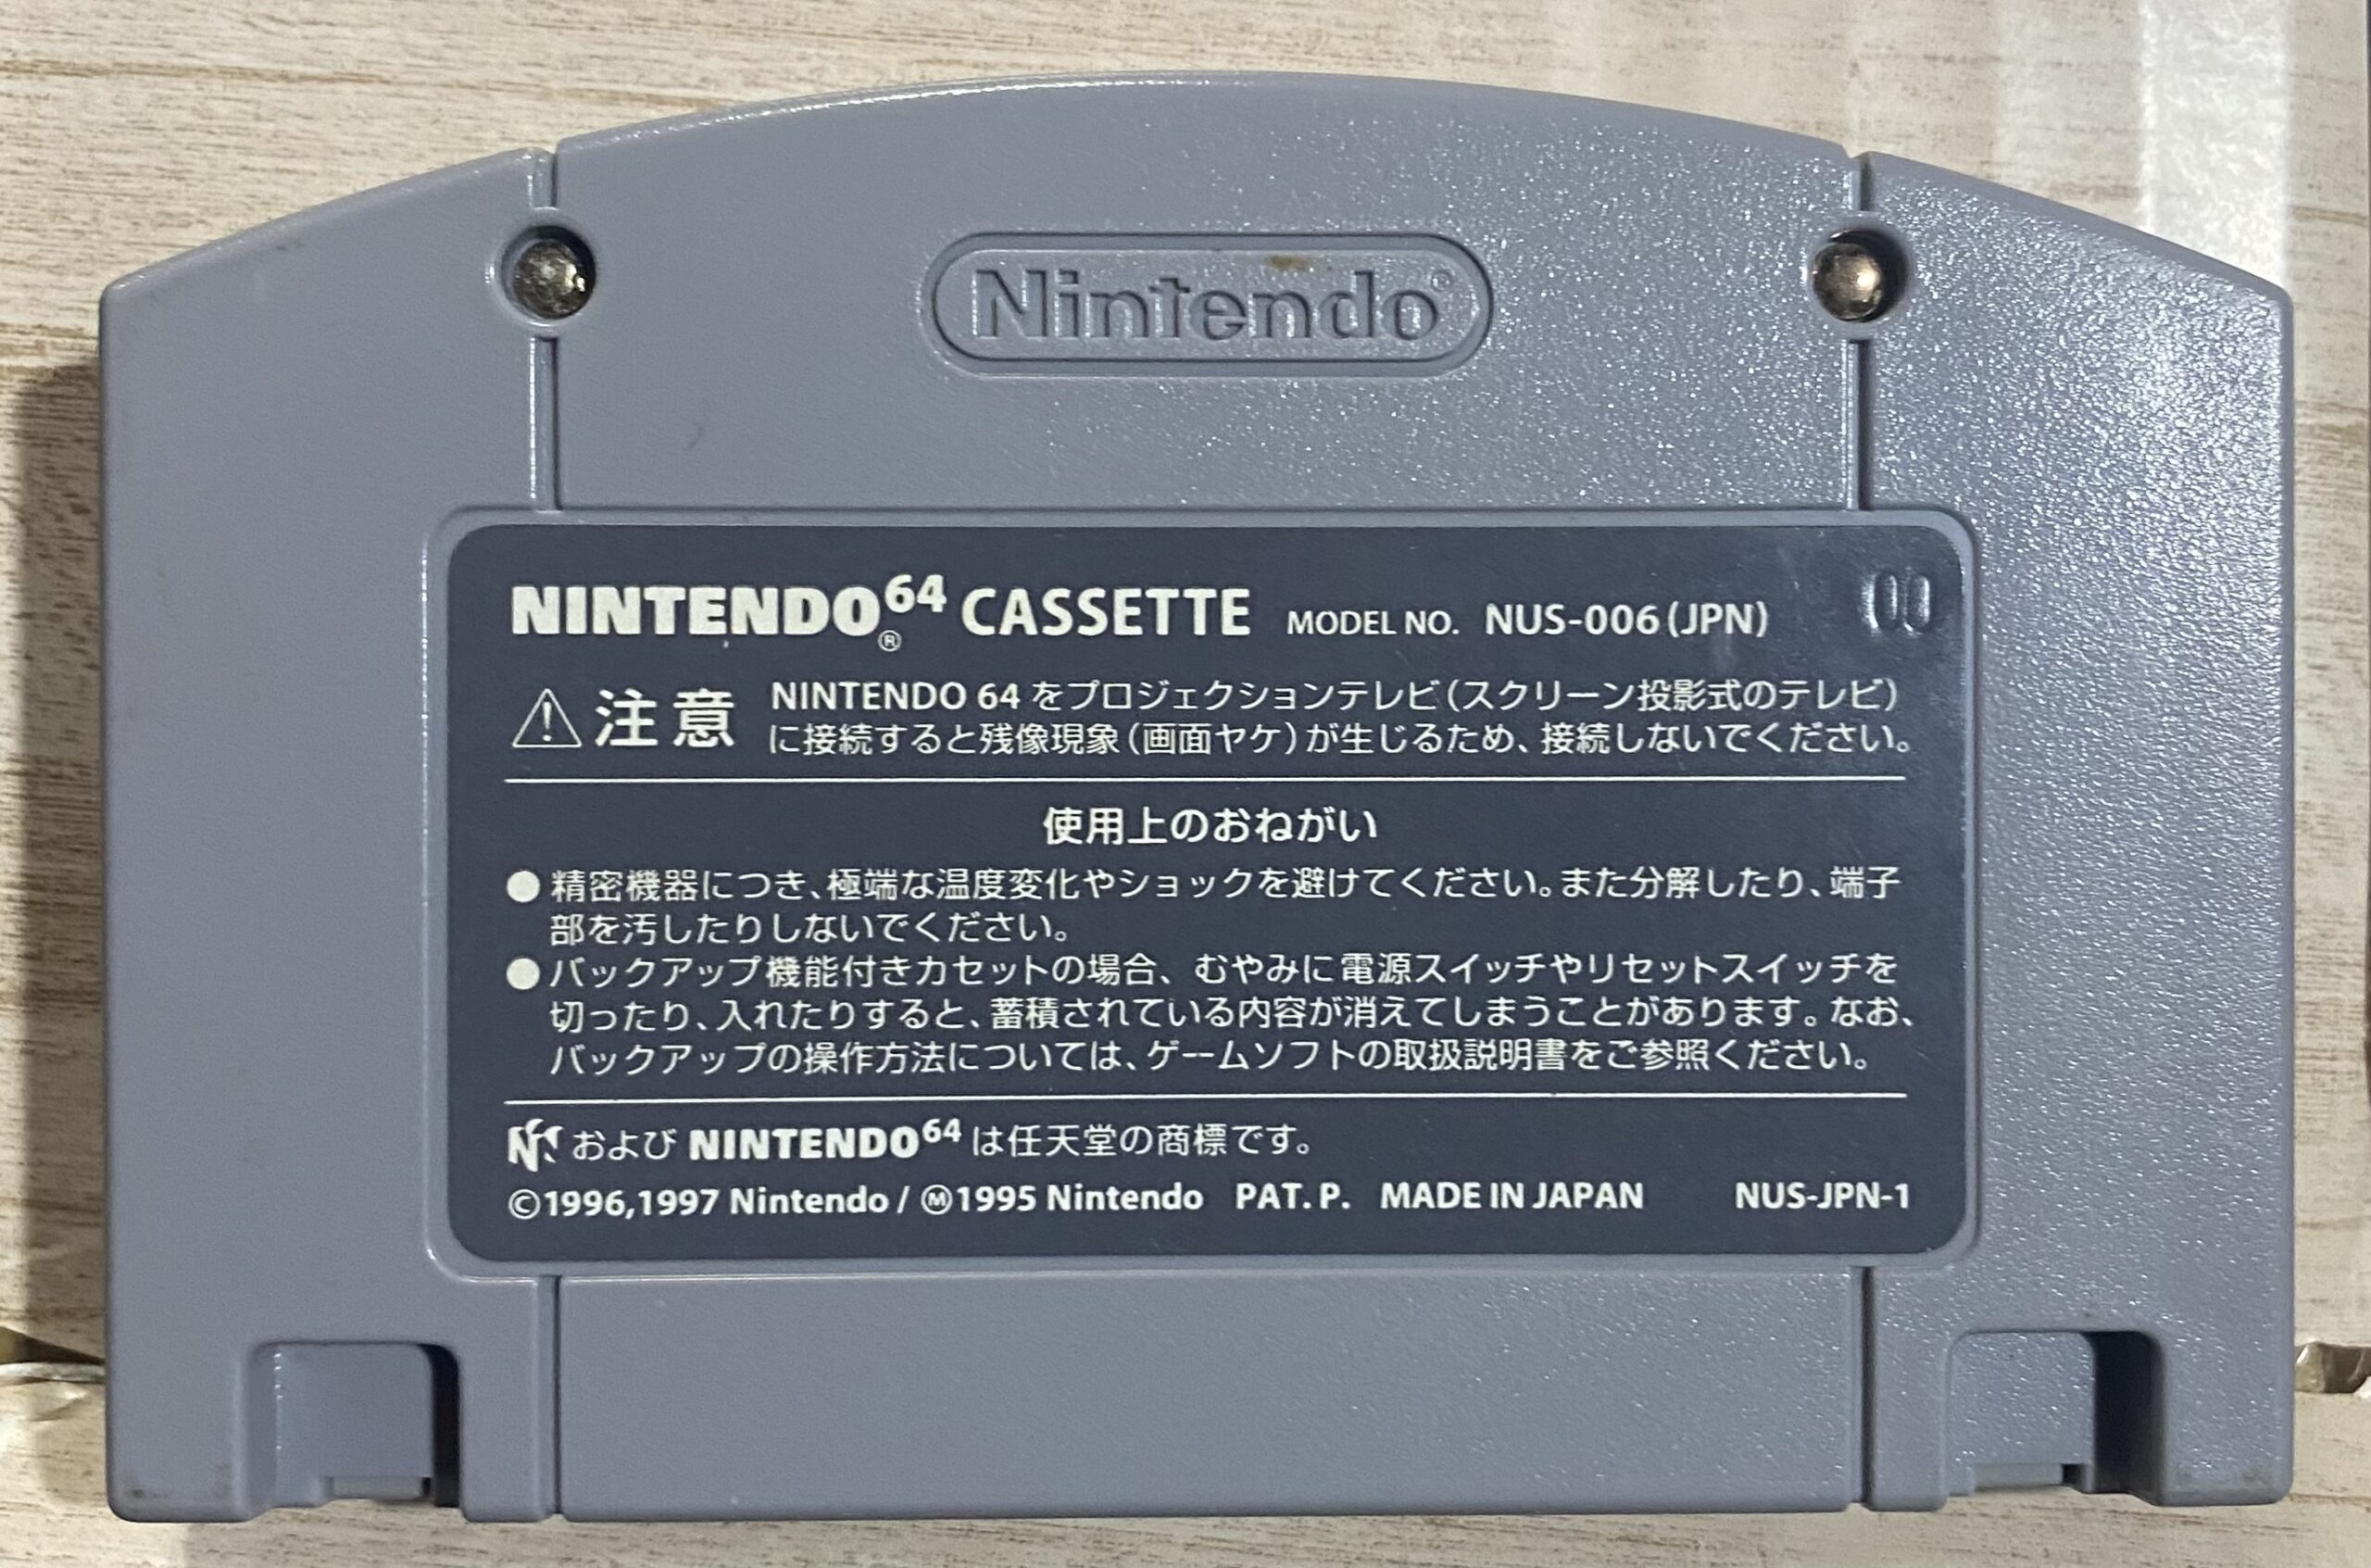 Nintendo®
NINTENDO64® CASSETTE MODEL NO. NUS-006(JPN) 00
⚠注意 NINTENDO 64 をプロジェクションテレビ(スクリーン投影式のテレビ)
に接続すると残像現象(画面ヤケ)が生じるため、接続しないでください。
使用上のおねがい
●精密機器につき、極端な温度変化やショックを避けてください。また分解したり、端子
部を汚したりしないでください。
●バックアップ機能付きカセットの場合、むやみに電源スイッチやリセットスイッチを
切ったり、入れたりすると、蓄積されている内容が消えてしまうことがあります。なお、
バックアップの操作方法については、ゲームソフトの取扱説明書をご参照ください。
N および NINTENDO64 は任天堂の商標です。
©1996,1997 Nintendo / Ⓜ1995 Nintendo PAT. P. MADE IN JAPAN NUS-JPN-1